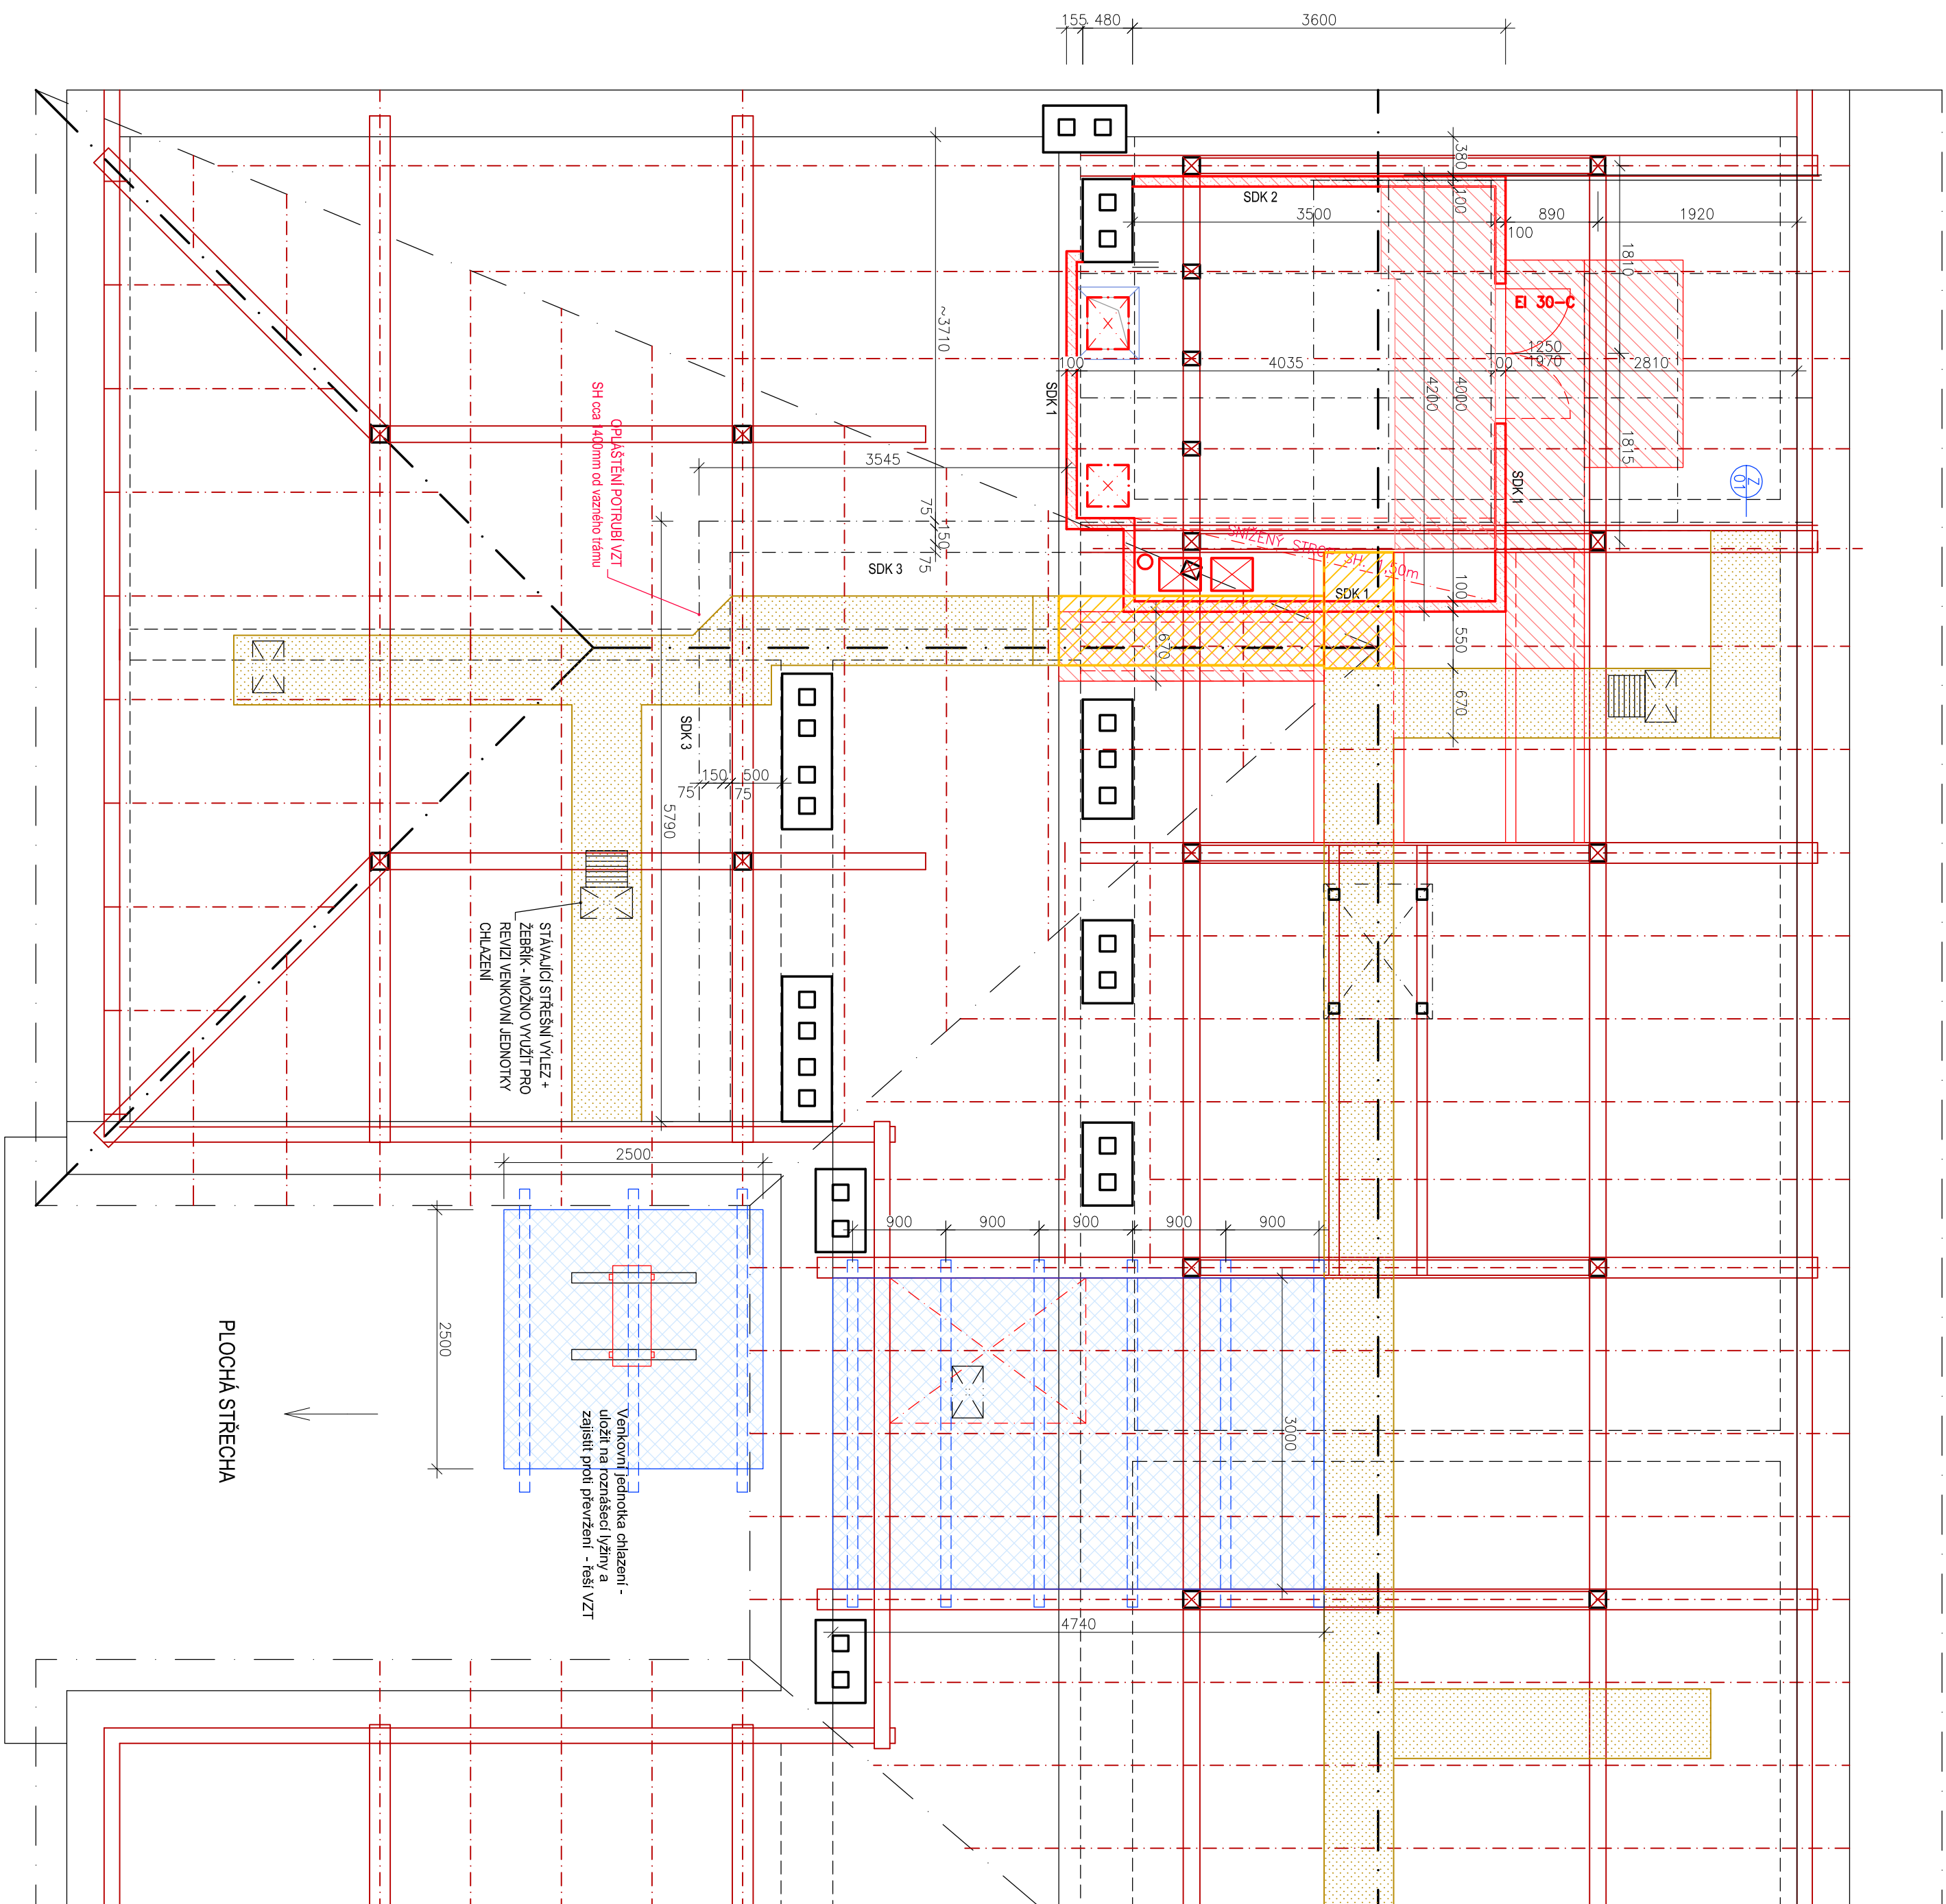 155
480
3600
380
100
SDK 2
3500
890
1920
100
1810
EI 30-C
~3710
1250
1970
100
4035
2810
SDK 1
4200
4000
OPLÁŠTĚNÍ POTRUBÍ VZT
SH cca 1400mm od vazného trámu
3545
1815
SDK 1
Z
01
75
150
75
SNÍŽENÝ STROP SH. 1,50m
SDK 3
SDK 1
100
550
670
670
SDK 3
150
500
75
75
5790
STÁVAJÍCÍ STŘEŠNÍ VÝLEZ +
ŽEBŘÍK - MOŽNO VYUŽÍT PRO
REVIZI VENKOVNÍ JEDNOTKY
CHLAZENÍ
2500
900
900
900
900
900
2500
PLOCHÁ STŘECHA
3000
Venkovní jednotka chlazení -
uložit na roznášecí lyžiny a
zajistit proti převržení - řeší VZT
4740